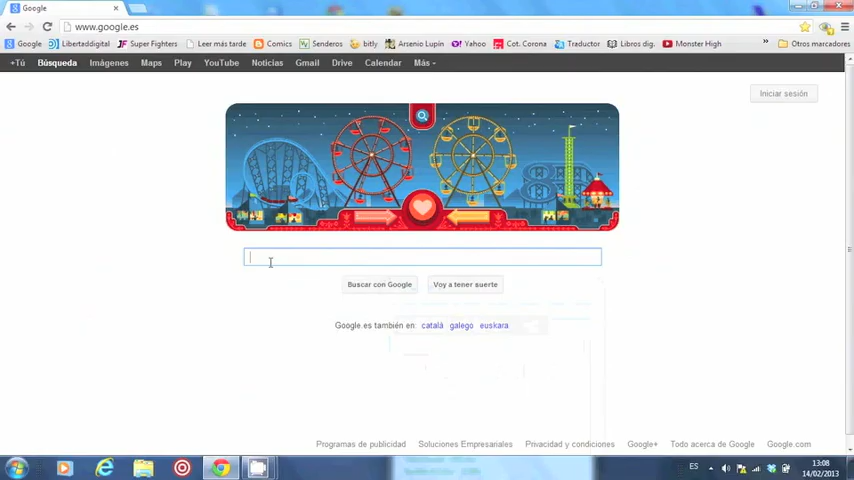 Google
www.google.es
Google Libertaddigital Super Fighters Leer más tarde Comics Senderos bitly Arsenio Lupin Yahoo Cot. Corona Traductor Libros dig. Monster High » Otros marcadores
+Tú Búsqueda Imágenes Maps Play YouTube Noticias Gmail Drive Calendar Más
Iniciar sesión
Buscar con Google Voy a tener suerte
Google.es también en: català galego euskara
Programas de publicidad Soluciones Empresariales Privacidad y condiciones Google+ Todo acerca de Google Google.com
ES 13:08
14/02/2013